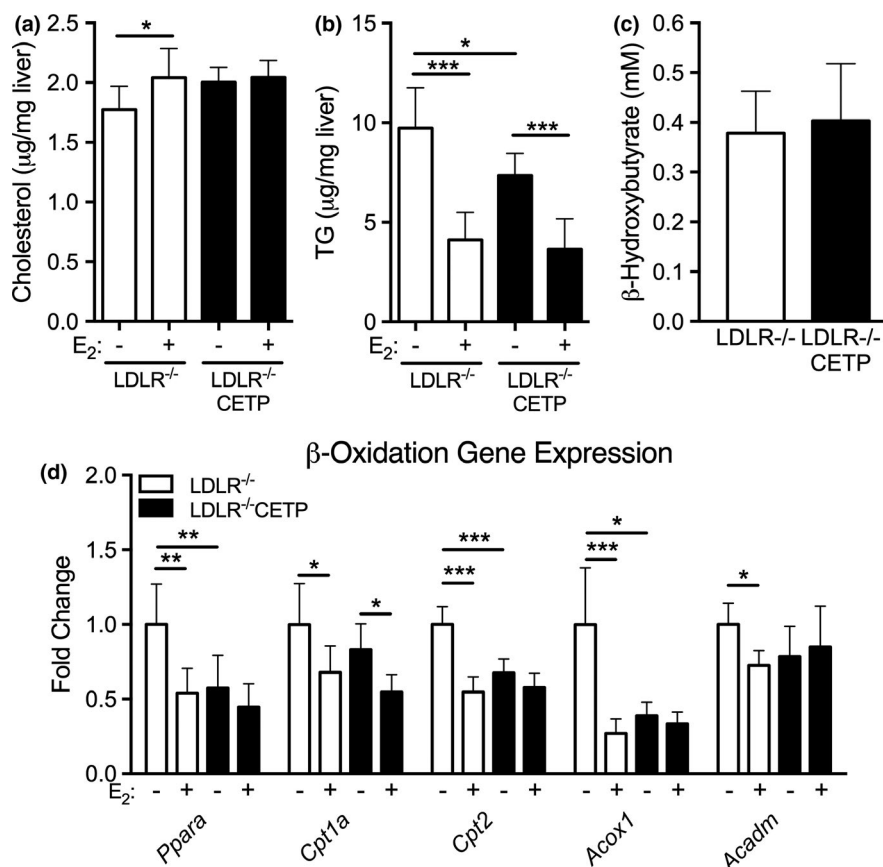 (a)
Cholesterol (μg/mg liver)
2.5
2.0
1.5
1.0
0.5
0.0
*
E₂: - + - +
LDLR⁻/⁻ LDLR⁻/⁻
CETP
(b)
TG (μg/mg liver)
15
10
5
0
*
***
***
E₂: - + - +
LDLR⁻/⁻ LDLR⁻/⁻
CETP
(c)
β-Hydroxybutyrate (mM)
0.6
0.5
0.4
0.3
0.2
0.1
0.0
LDLR-/- LDLR-/-
CETP
β-Oxidation Gene Expression
(d)
LDLR⁻/⁻
LDLR⁻/⁻CETP
Fold Change
2.0
1.5
1.0
0.5
0.0
** *** *
** * * *** *** *
E₂: - + - + - + - + - + - + - + - + - + - +
Ppara Cpt1a Cpt2 Acox1 Acadm